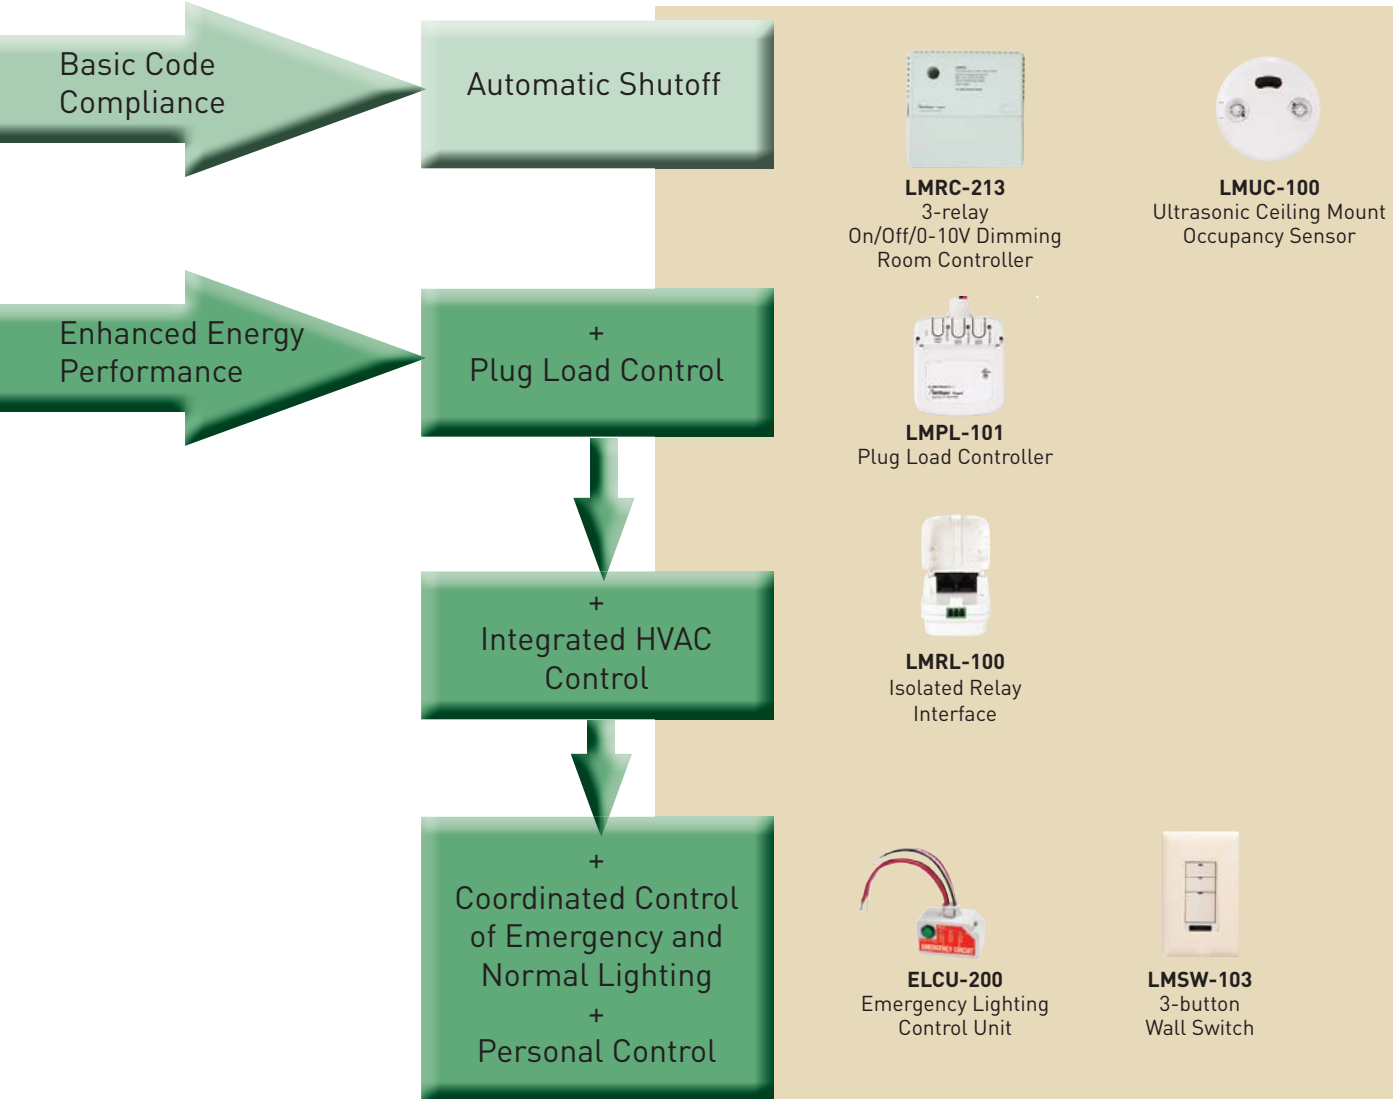 Basic Code
Compliance
Automatic Shutoff
LMRC-213
3-relay
On/Off/0-10V Dimming
Room Controller
LMUC-100
Ultrasonic Ceiling Mount
Occupancy Sensor
Enhanced Energy
Performance
+
Plug Load Control
LMPL-101
Plug Load Controller
+
Integrated HVAC
Control
LMRL-100
Isolated Relay
Interface
+
Coordinated Control
of Emergency and
Normal Lighting
+
Personal Control
EMERGENCY CIRCUIT
ELCU-200
Emergency Lighting
Control Unit
LMSW-103
3-button
Wall Switch